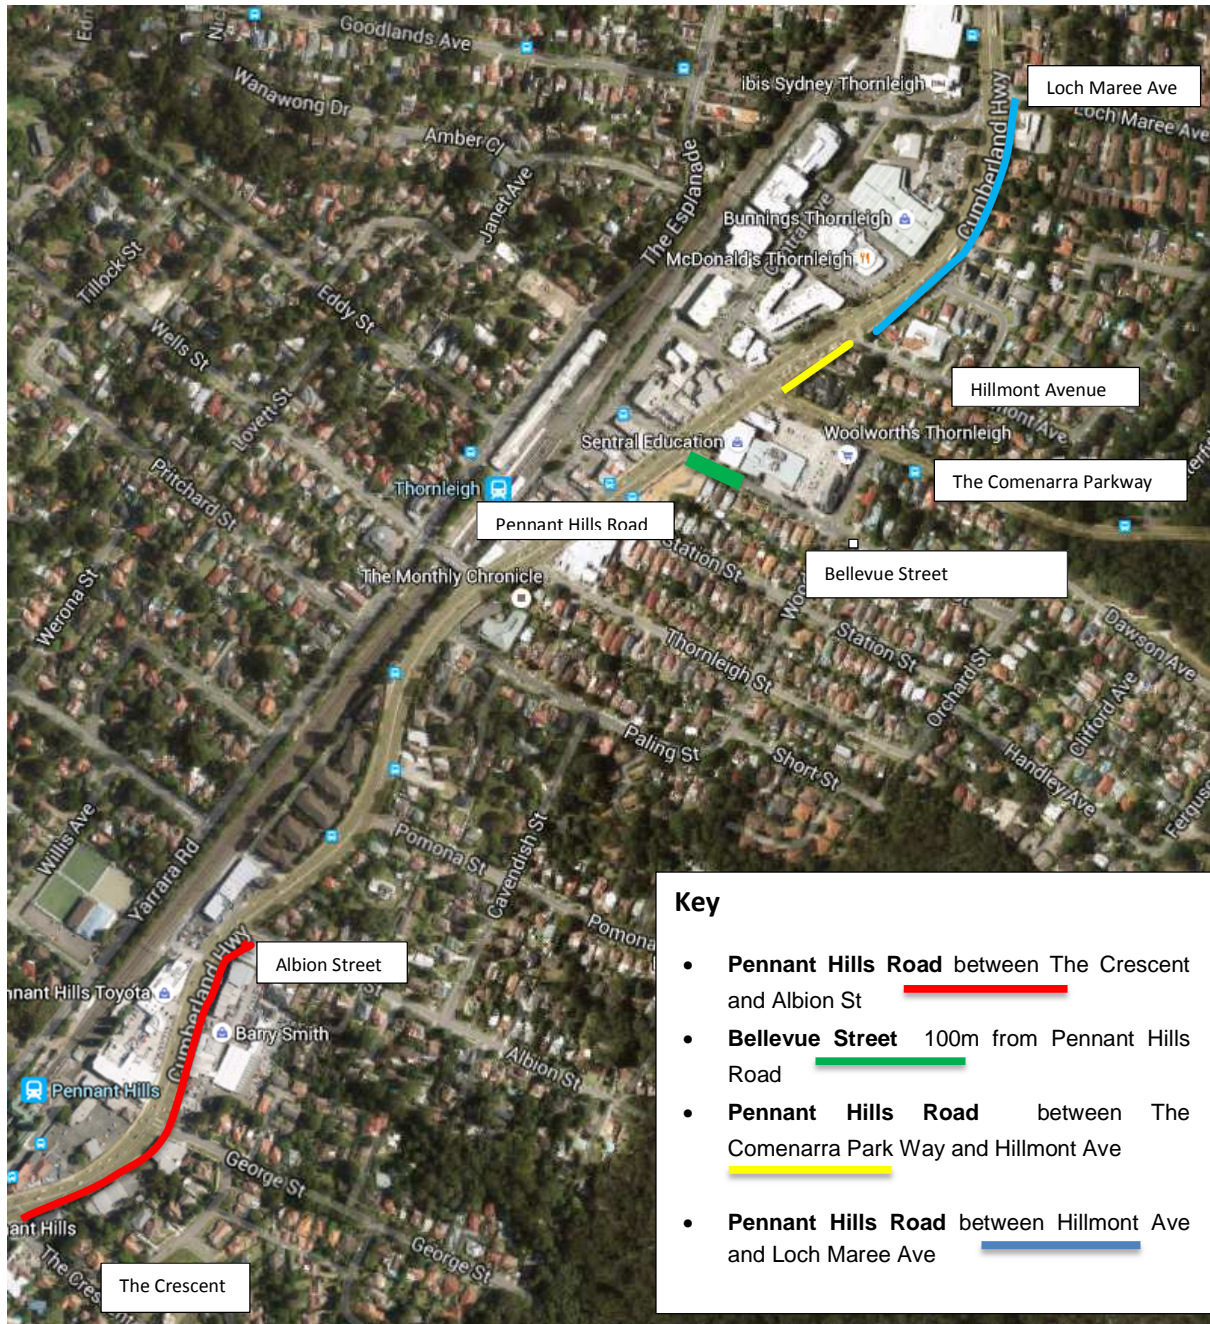 Goodlands Ave
Wanawong Dr
Amber Cl
Janet Ave
The Esplanade
ibis Sydney Thornleigh
Cumberland Hwy
Loch Maree Ave
Loch Maree Ave
Bunnings Thornleigh
Central Ave
McDonald's Thornleigh
Tillock St
Eddy St
Wells St
Lovett St
Pritchard St
Hillmont Avenue
Sentral Education
Woolworths Thornleigh
The Comenarra Parkway
Thornleigh
Pennant Hills Road
Station St
Bellevue Street
The Monthly Chronicle
Werona St
Thornleigh St
Station St
Orchard St
Dawson Ave
Clifford Ave
Paling St
Short St
Handley Ave
Willis Ave
Yarrara Rd
Pomona St
Cavendish St
Pomona
Cumberland Hwy
Albion Street
nnant Hills Toyota
Barry Smith
Albion St
Pennant Hills
George St
George St
nant Hills
The Crescent
Key
• Pennant Hills Road between The Crescent
and Albion St
• Bellevue Street 100m from Pennant Hills
Road
• Pennant Hills Road between The
Comenarra Park Way and Hillmont Ave
• Pennant Hills Road between Hillmont Ave
and Loch Maree Ave